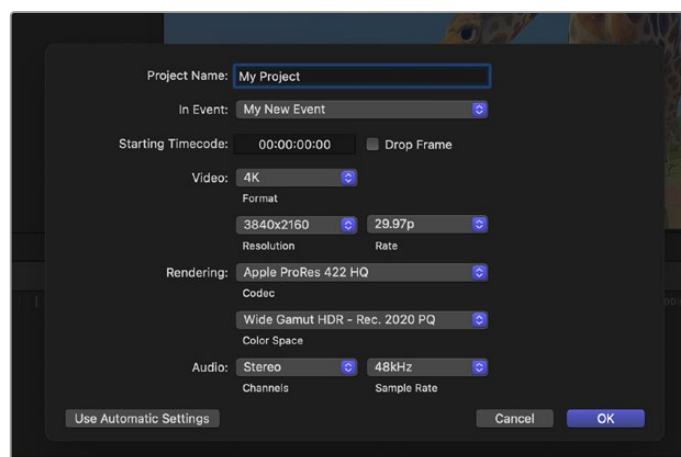 Project Name: My Project
In Event: My New Event
Starting Timecode: 00:00:00:00 Drop Frame
Video: 4K
Format
3840x2160 29.97p
Resolution Rate
Rendering: Apple ProRes 422 HQ
Codec
Wide Gamut HDR - Rec. 2020 PQ
Color Space
Audio: Stereo 48kHz
Channels Sample Rate
Use Automatic Settings Cancel OK